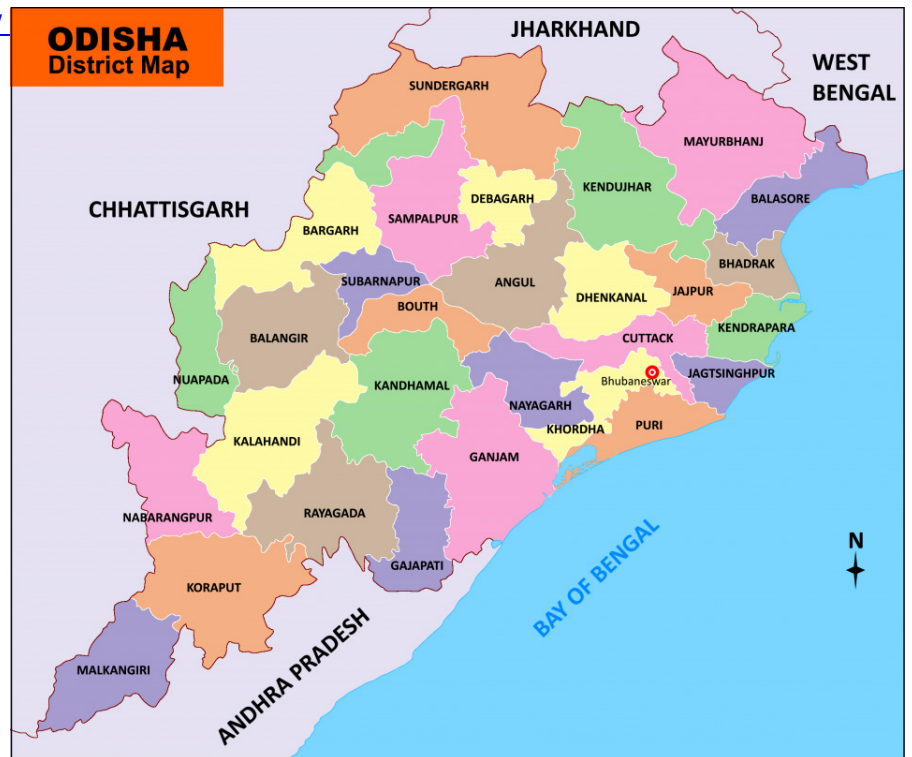 ODISHA
District Map
JHARKHAND
WEST
BENGAL
CHHATTISGARH
SUNDERGARH
MAYURBHANJ
KENDUJHAR
DEBAGARH
BALASORE
SAMPALPUR
BARGARH
BHADRAK
SUBARNAPUR
ANGUL
DHENKANAL
JAJPUR
BOUTH
KENDRAPARA
BALANGIR
CUTTACK
JAGTSINGHPUR
NUAPADA
KANDHAMAL
Bhubaneswar
NAYAGARH
PURI
KHORDHA
KALAHANDI
GANJAM
NABARANGPUR
RAYAGADA
GAJAPATI
KORAPUT
MALKANGIRI
BAY OF BENGAL
ANDHRA PRADESH
N